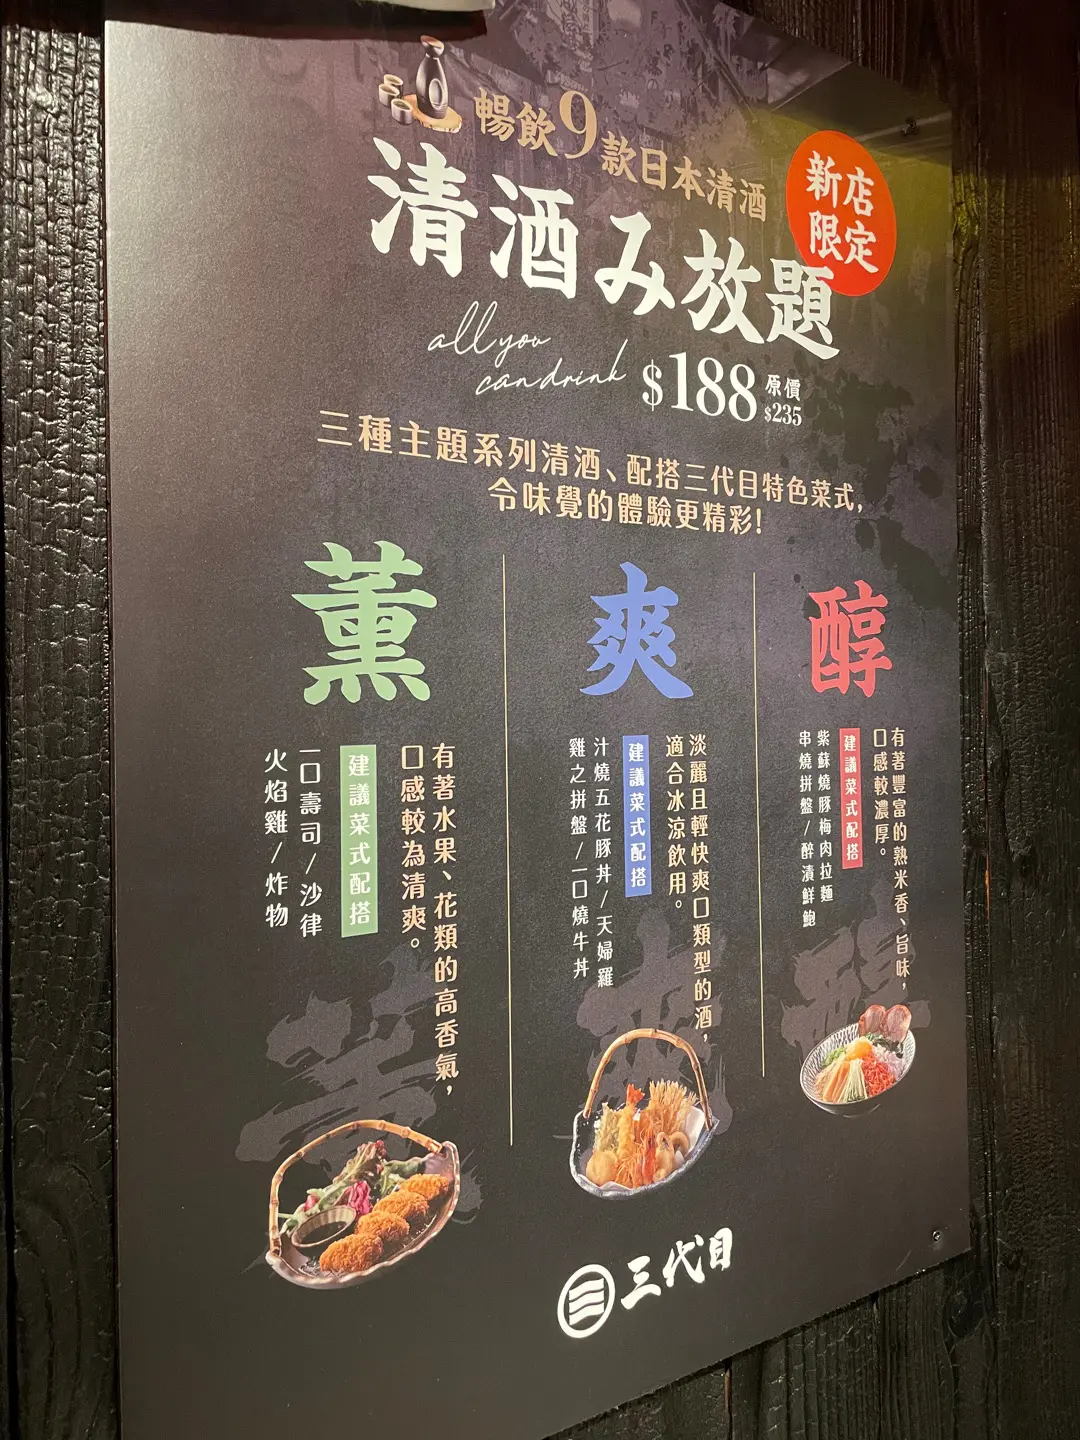 暢飲9款日本清酒
清酒み放題
新店
限定
all you
can drink
$188
原價
$235
三種主題系列清酒、配搭三代目特色菜式,
令味覺的體驗更精彩!
薰
有著水果、花類的高香氣,
口感較為清爽。
建議菜式配搭
一口壽司/沙律
火焰雞/炸物
爽
淡麗且輕快爽口類型的酒,
適合冰涼飲用。
建議菜式配搭
汁燒五花豚丼/天婦羅
雞之拼盤/一口燒牛丼
醇
有著豐富的熟米香、旨味,
口感較濃厚。
建議菜式配搭
紫蘇燒豚梅肉拉麵
串燒拼盤/醉漬鮮鮑
三代目